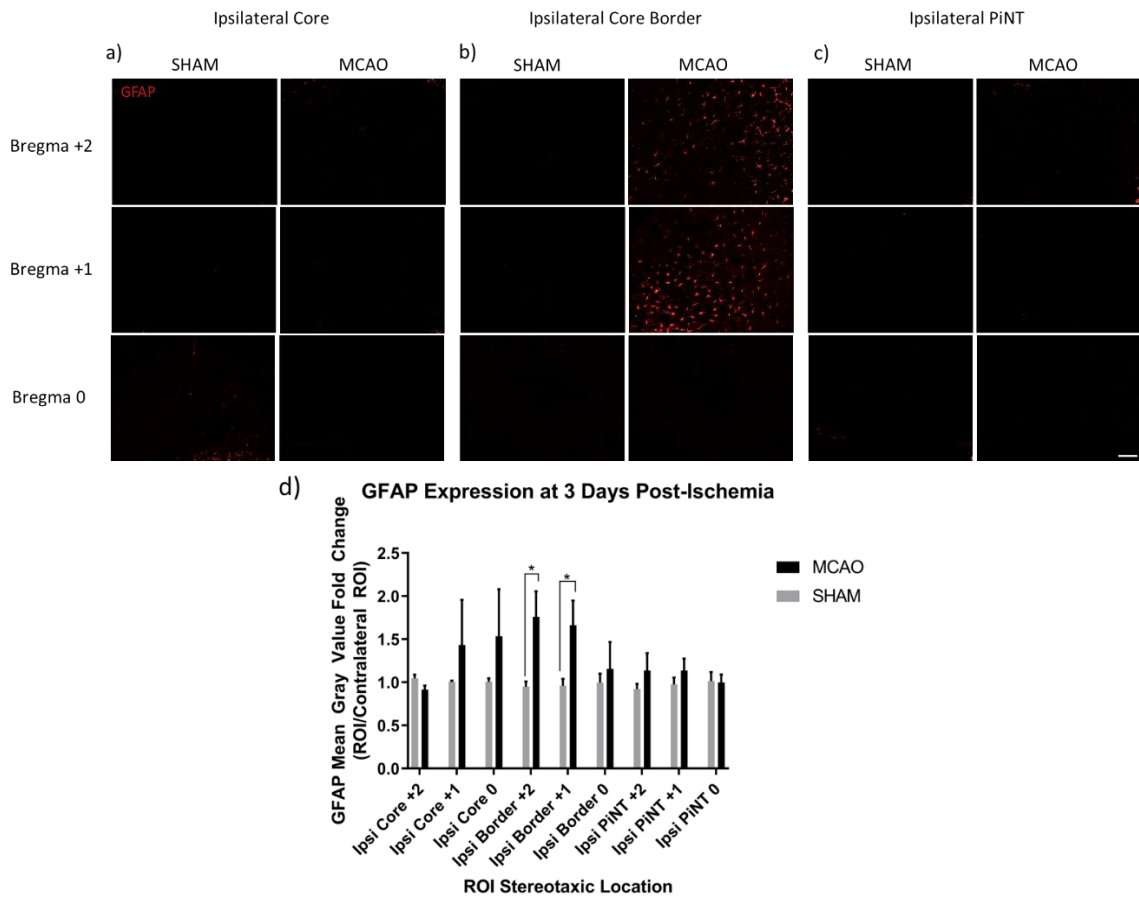 Ipsilateral Core
Ipsilateral Core Border
Ipsilateral PiNT
a)
b)
c)
SHAM
MCAO
SHAM
MCAO
SHAM
MCAO
GFAP
Bregma +2
Bregma +1
Bregma 0
d)
GFAP Expression at 3 Days Post-Ischemia
GFAP Mean Gray Value Fold Change
(ROI/Contralateral ROI)
2.5
2.0
1.5
1.0
0.5
0.0
*
*
MCAO
SHAM
Ipsi Core +2
Ipsi Core +1
Ipsi Core 0
Ipsi Border +2
Ipsi Border +1
Ipsi Border 0
Ipsi PiNT +2
Ipsi PiNT +1
Ipsi PiNT 0
ROI Stereotaxic Location